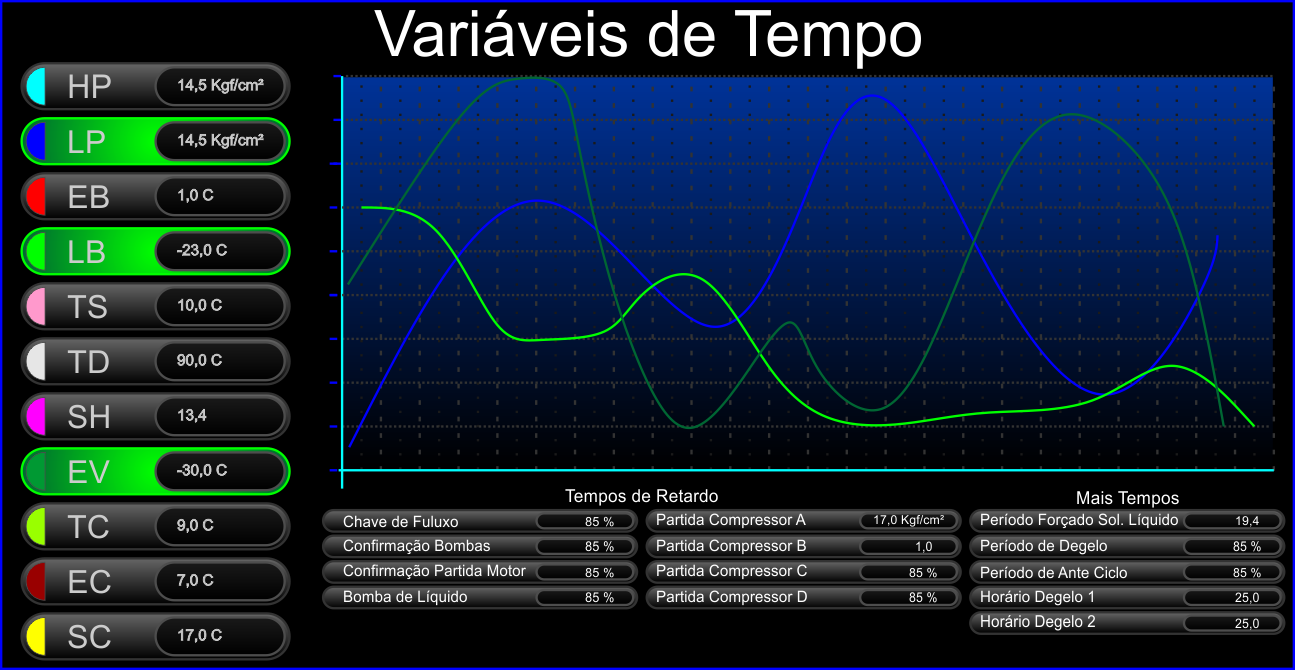 Variáveis de Tempo
HP 14,5 Kgf/cm²
LP 14,5 Kgf/cm²
EB 1,0 C
LB -23,0 C
TS 10,0 C
TD 90,0 C
SH 13,4
EV -30,0 C
TC 9,0 C
EC 7,0 C
SC 17,0 C
Tempos de Retardo
Chave de Fuluxo 85 %
Confirmação Bombas 85 %
Confirmação Partida Motor 85 %
Bomba de Líquido 85 %
Partida Compressor A 17,0 Kgf/cm²
Partida Compressor B 1,0
Partida Compressor C 85 %
Partida Compressor D 85 %
Mais Tempos
Período Forçado Sol. Líquido 19,4
Período de Degelo 85 %
Período de Ante Ciclo 85 %
Horário Degelo 1 25,0
Horário Degelo 2 25,0